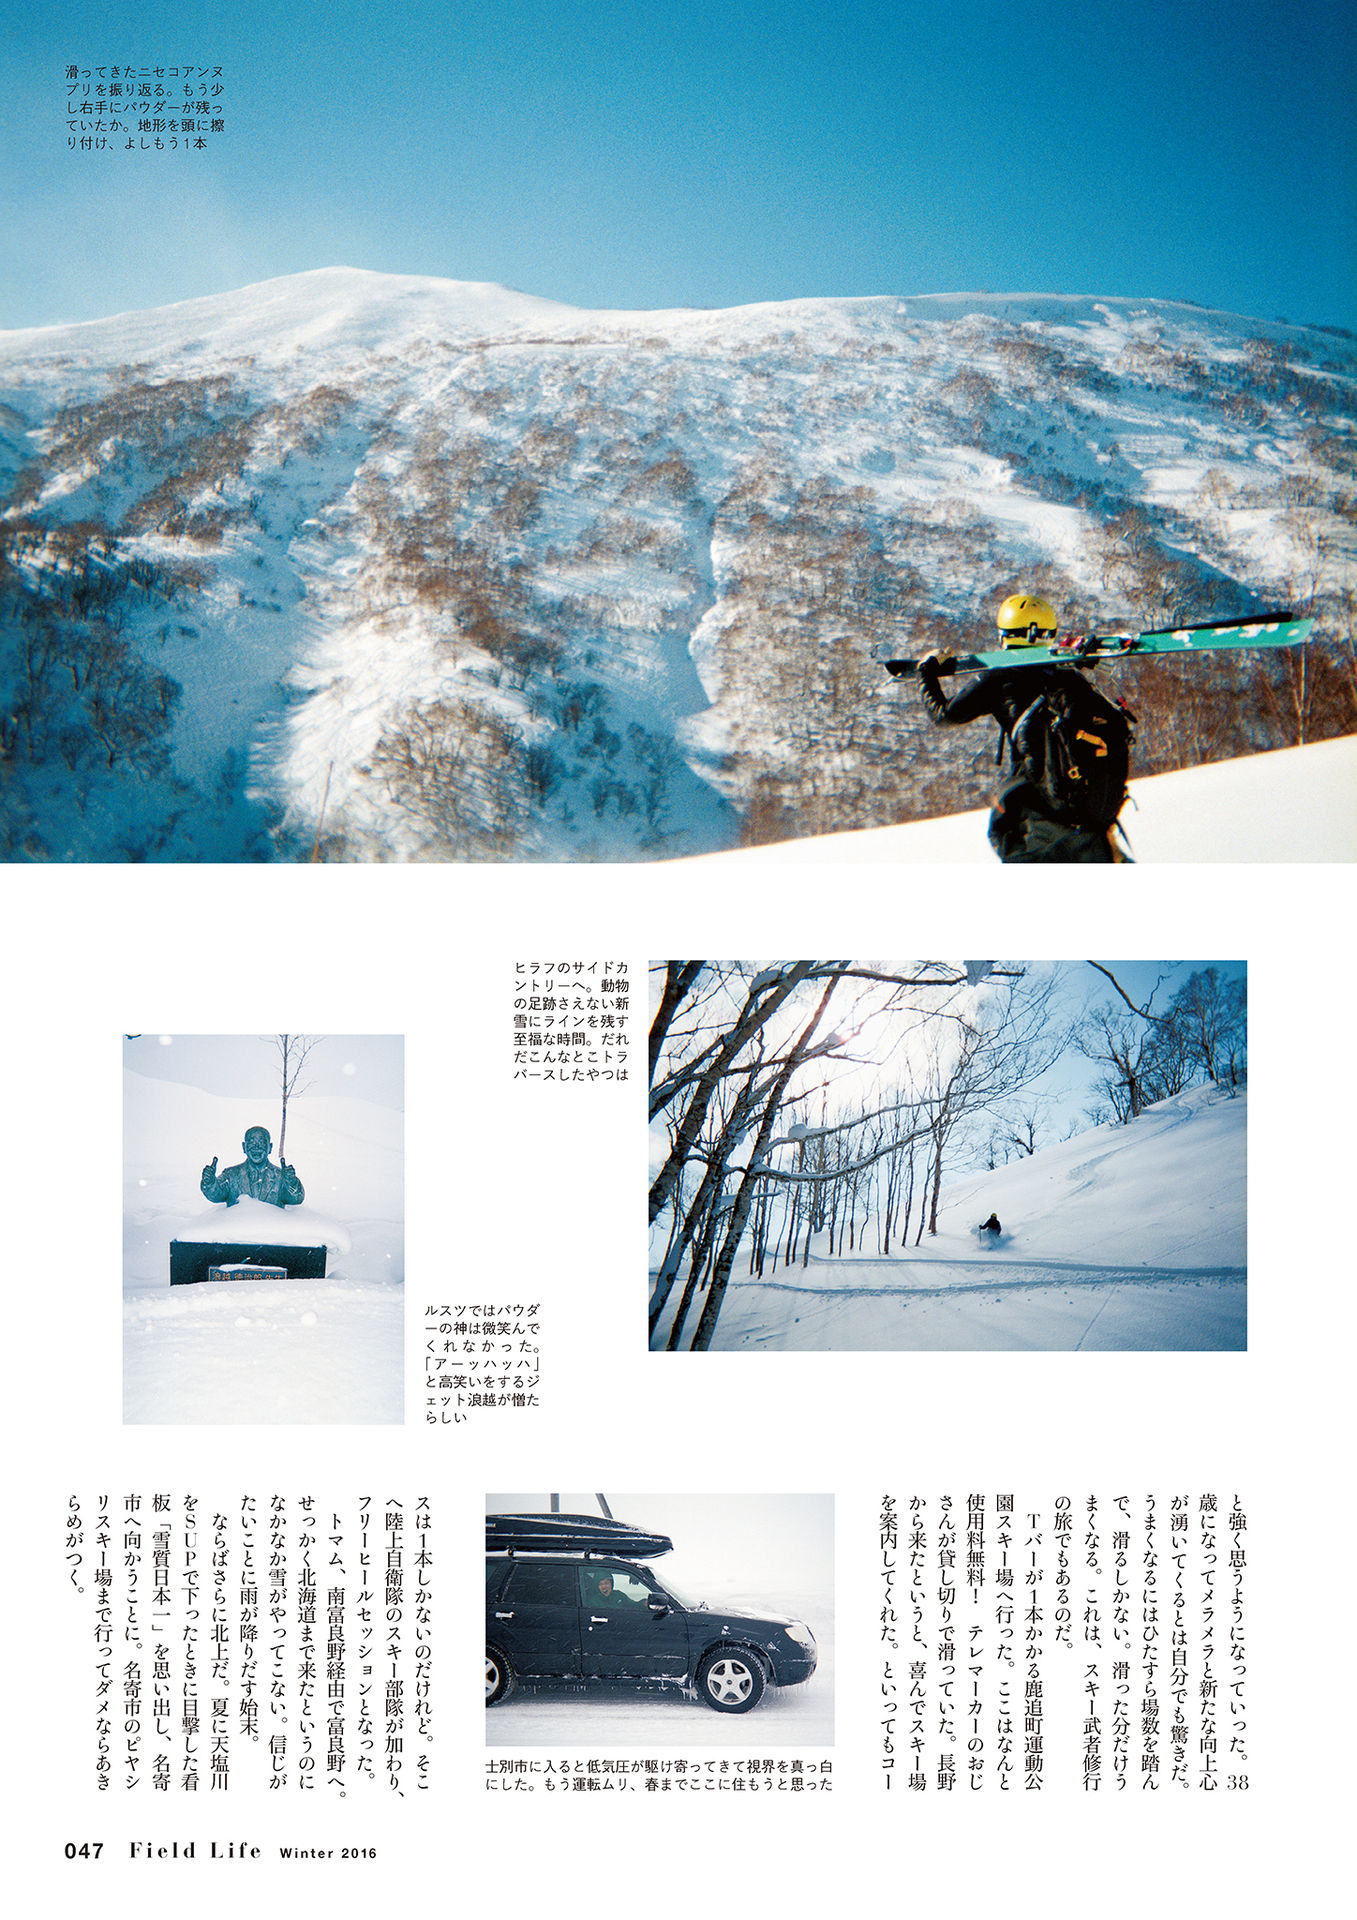 滑ってきたニセコアンヌ
プリを振り返る。もう少
し右手にパウダーが残っ
ていたか。地形を頭に擦
り付け、よしもう1本
ヒラフのサイドカ
ントリーへ。動物
の足跡さえない新
雪にラインを残す
至福な時間。だれ
だこんなとこトラ
バースしたやつは
浪越 徳治郎 先生
ルスツではパウダ
ーの神は微笑んで
くれなかった。
「アーッハッハ」
と高笑いをするジ
ェット浪越が憎た
らしい
と強く思うようになっていった。38
歳になってメラメラと新たな向上心
が湧いてくるとは自分でも驚きだ。
うまくなるにはひたすら場数を踏ん
で、滑るしかない。滑った分だけう
まくなる。これは、スキー武者修行
の旅でもあるのだ。
Tバーが1本かかる鹿追町運動公
園スキー場へ行った。ここはなんと
使用料無料！ テレマーカーのおじ
さんが貸し切りで滑っていた。長野
から来たというと、喜んでスキー場
を案内してくれた。といってもコー
士別市に入ると低気圧が駆け寄ってきて視界を真っ白
にした。もう運転ムリ、春までここに住もうと思った
スは1本しかないのだけれど。そこ
へ陸上自衛隊のスキー部隊が加わり、
フリーヒールセッションとなった。
トマム、南富良野経由で富良野へ。
せっかく北海道まで来たというのに
なかなか雪がやってこない。信じが
たいことに雨が降りだす始末。
ならばさらに北上だ。夏に天塩川
をSUPで下ったときに目撃した看
板「雪質日本一」を思い出し、名寄
市へ向かうことに。名寄市のピヤシ
リスキー場まで行ってダメならあき
らめがつく。
047 Field Life Winter 2016